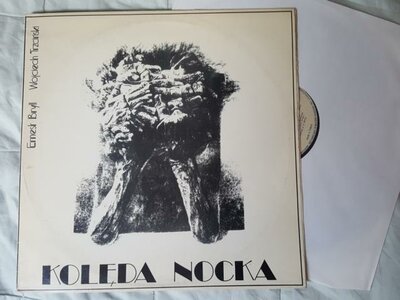 Ernest Bryll Wojciech Trzciński
KOLĘDA NOCKA